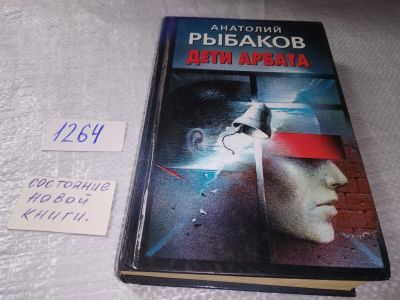 АНАТОЛИЙ
РЫБАКОВ
ДЕТИ АРБАТА
1264
состояние
новой
книги.